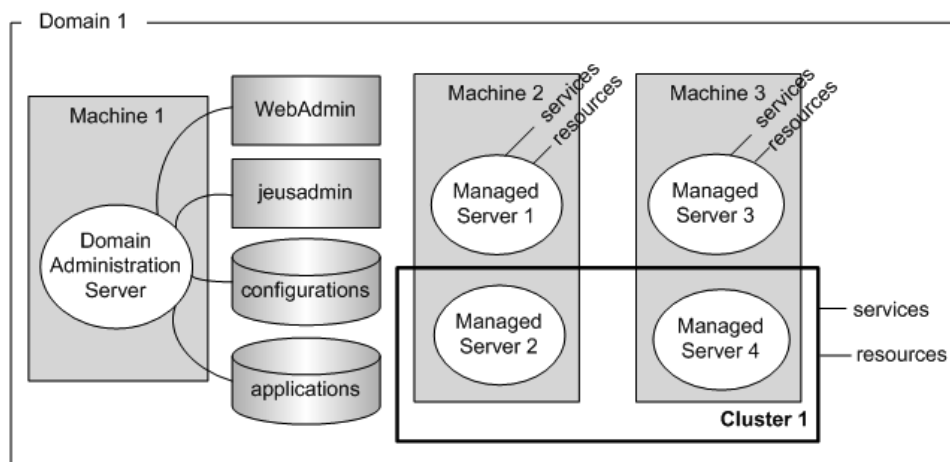 Domain 1
Machine 1
Domain
Administration
Server
WebAdmin
jeusadmin
configurations
applications
Machine 2
services
resources
Managed
Server 1
Managed
Server 2
Machine 3
services
resources
Managed
Server 3
Managed
Server 4
Cluster 1
services
resources